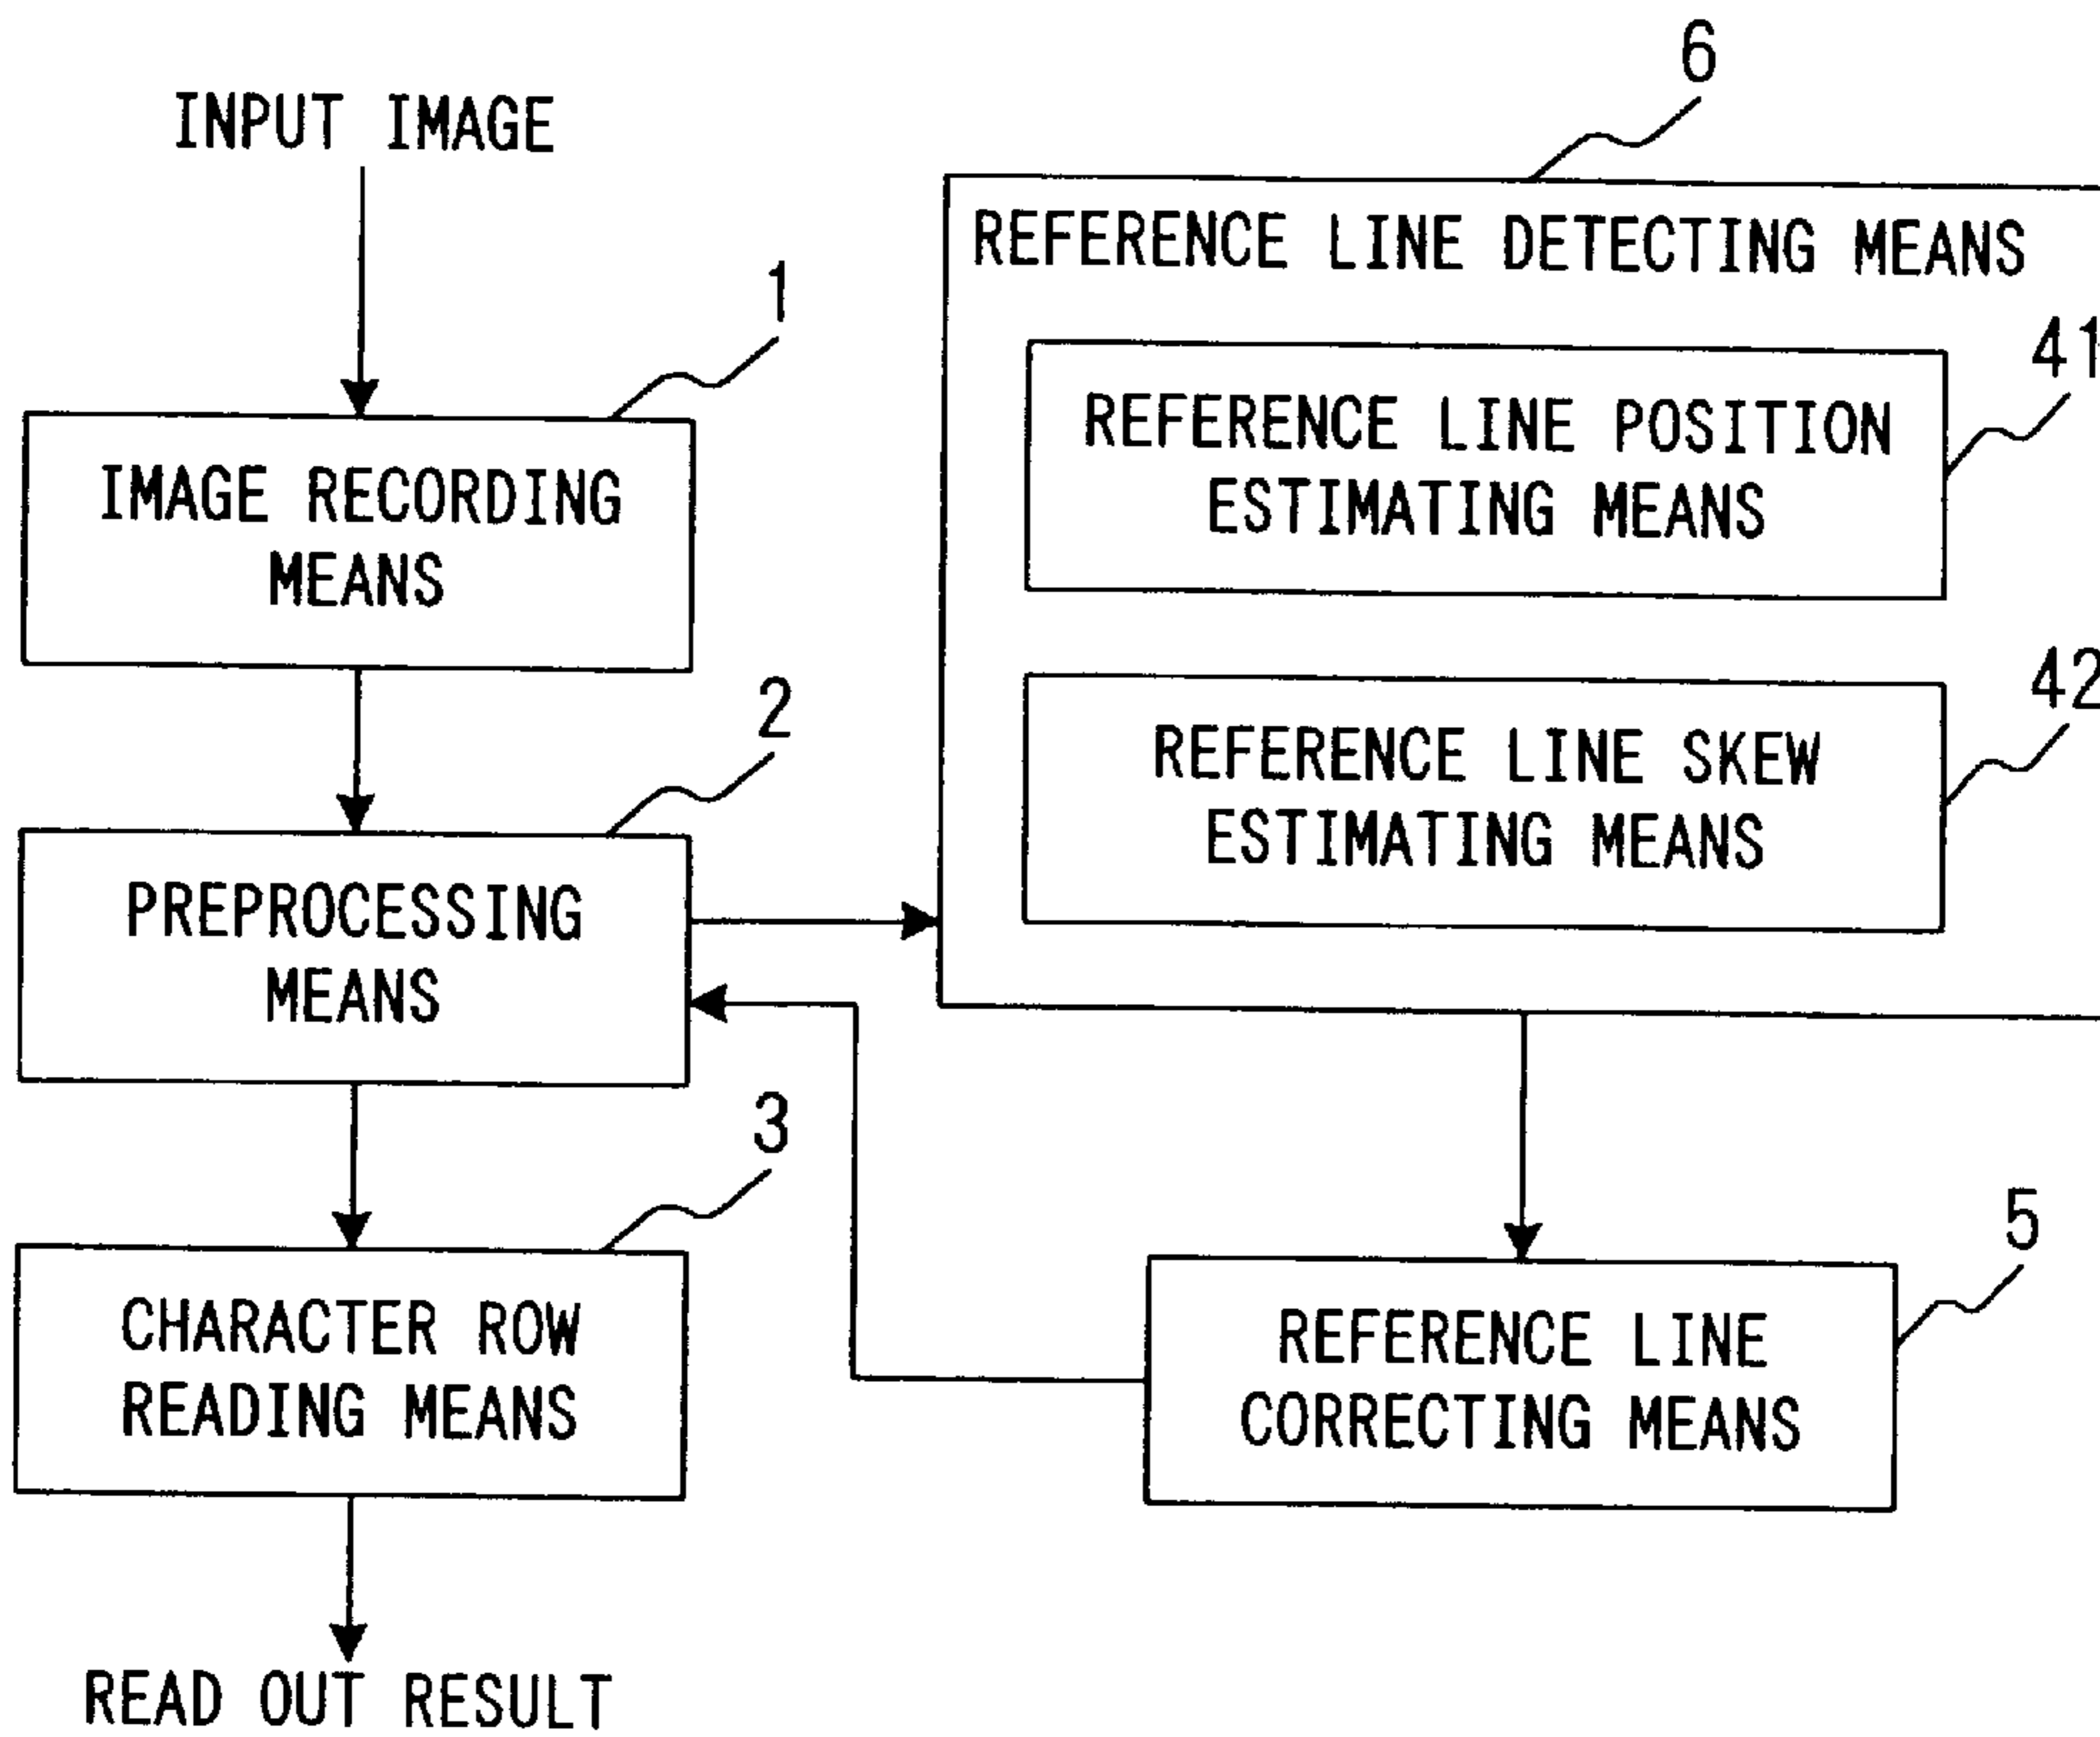 INPUT IMAGE
1
IMAGE RECORDING
MEANS
2
PREPROCESSING
MEANS
3
CHARACTER ROW
READING MEANS
READ OUT RESULT
6
REFERENCE LINE DETECTING MEANS
41
REFERENCE LINE POSITION
ESTIMATING MEANS
42
REFERENCE LINE SKEW
ESTIMATING MEANS
5
REFERENCE LINE
CORRECTING MEANS